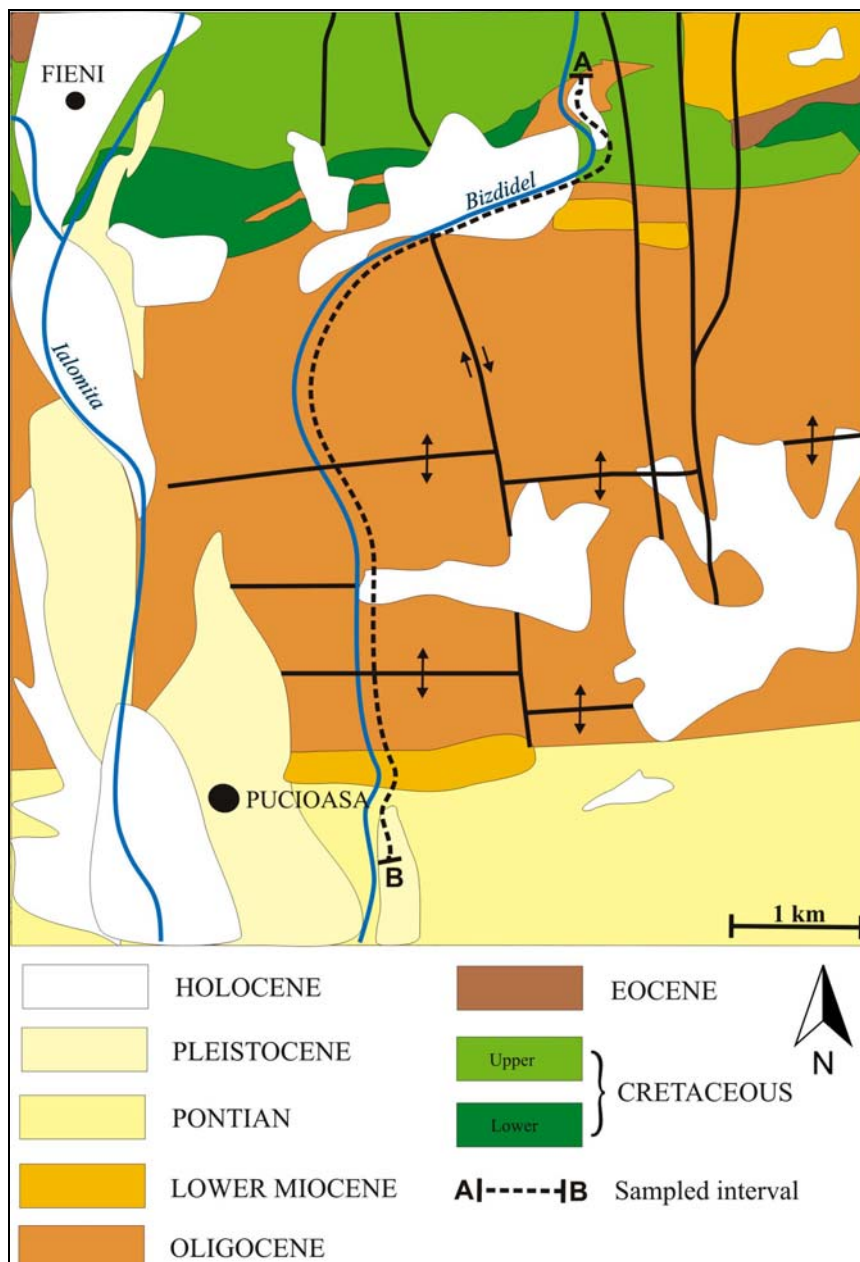 FIENI
A
Bizdidel
Ialomita
PUCIOASA
B
1 km
HOLOCENE
PLEISTOCENE
PONTIAN
LOWER MIOCENE
OLIGOCENE
EOCENE
Upper
Lower
CRETACEOUS
A B Sampled interval
N